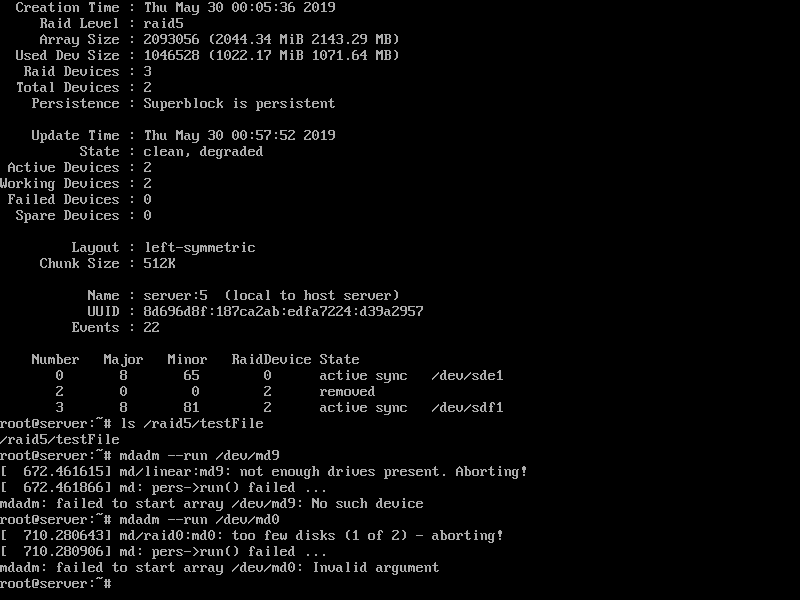 Creation Time : Thu May 30 00:05:36 2019
Raid Level : raid5
Array Size : 2093056 (2044.34 MiB 2143.29 MB)
Used Dev Size : 1046528 (1022.17 MiB 1071.64 MB)
Raid Devices : 3
Total Devices : 2
Persistence : Superblock is persistent
Update Time : Thu May 30 00:57:52 2019
State : clean, degraded
Active Devices : 2
Working Devices : 2
Failed Devices : 0
Spare Devices : 0
Layout : left-symmetric
Chunk Size : 512K
Name : server:5  (local to host server)
UUID : 8d696d8f:187ca2ab:edfa7224:d39a2957
Events : 22
Number   Major   Minor   RaidDevice State
0       8       65        0      active sync   /dev/sde1
2       0        0        2      removed
3       8       81        2      active sync   /dev/sdf1
root@server:~# ls /raid5/testFile
/raid5/testFile
root@server:~# mdadm --run /dev/md9
[  672.461615] md/linear:md9: not enough drives present. Aborting!
[  672.461866] md: pers->run() failed ...
mdadm: failed to start array /dev/md9: No such device
root@server:~# mdadm --run /dev/md0
[  710.280643] md/raid0:md0: too few disks (1 of 2) - aborting!
[  710.280906] md: pers->run() failed ...
mdadm: failed to start array /dev/md0: Invalid argument
root@server:~#